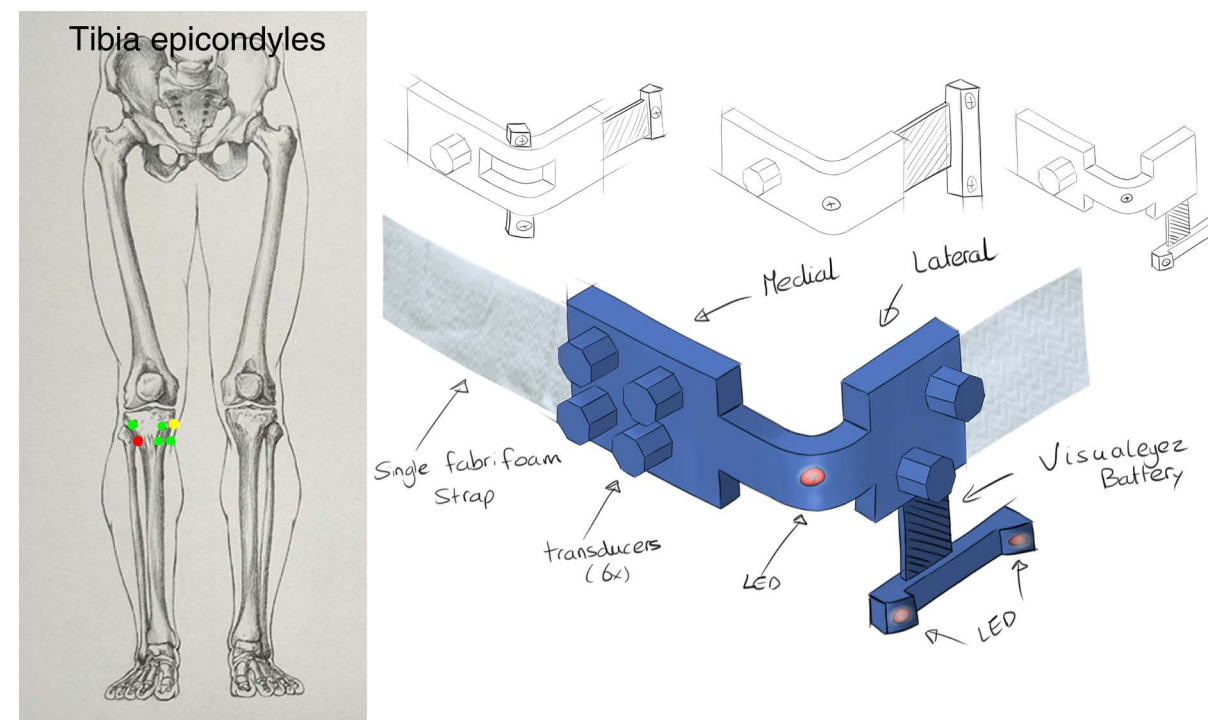 Tibia epicondyles
Medial
Lateral
Single fabrifoam
Strap
transducers
(6x)
LED
Visualeyez
Battery
LED